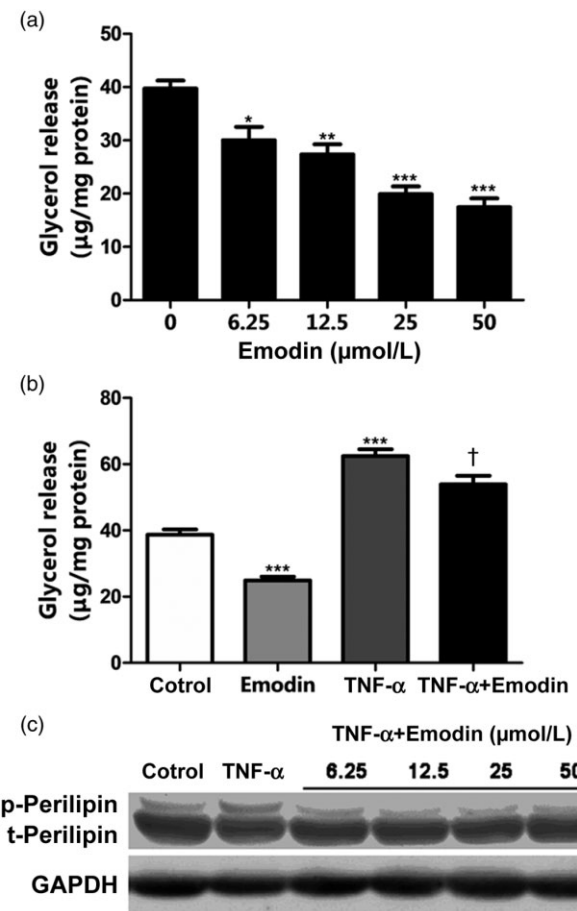 (a)
Glycerol release
(μg/mg protein)
50
40
30
20
10
0
*
**
***
***
0 6.25 12.5 25 50
Emodin (μmol/L)
(b)
Glycerol release
(μg/mg protein)
80
60
40
20
0
***
***
†
Cotrol Emodin TNF-α TNF-α+Emodin
(c)
TNF-α+Emodin (μmol/L)
Cotrol TNF-α 6.25 12.5 25 50
p-Perilipin
t-Perilipin
GAPDH